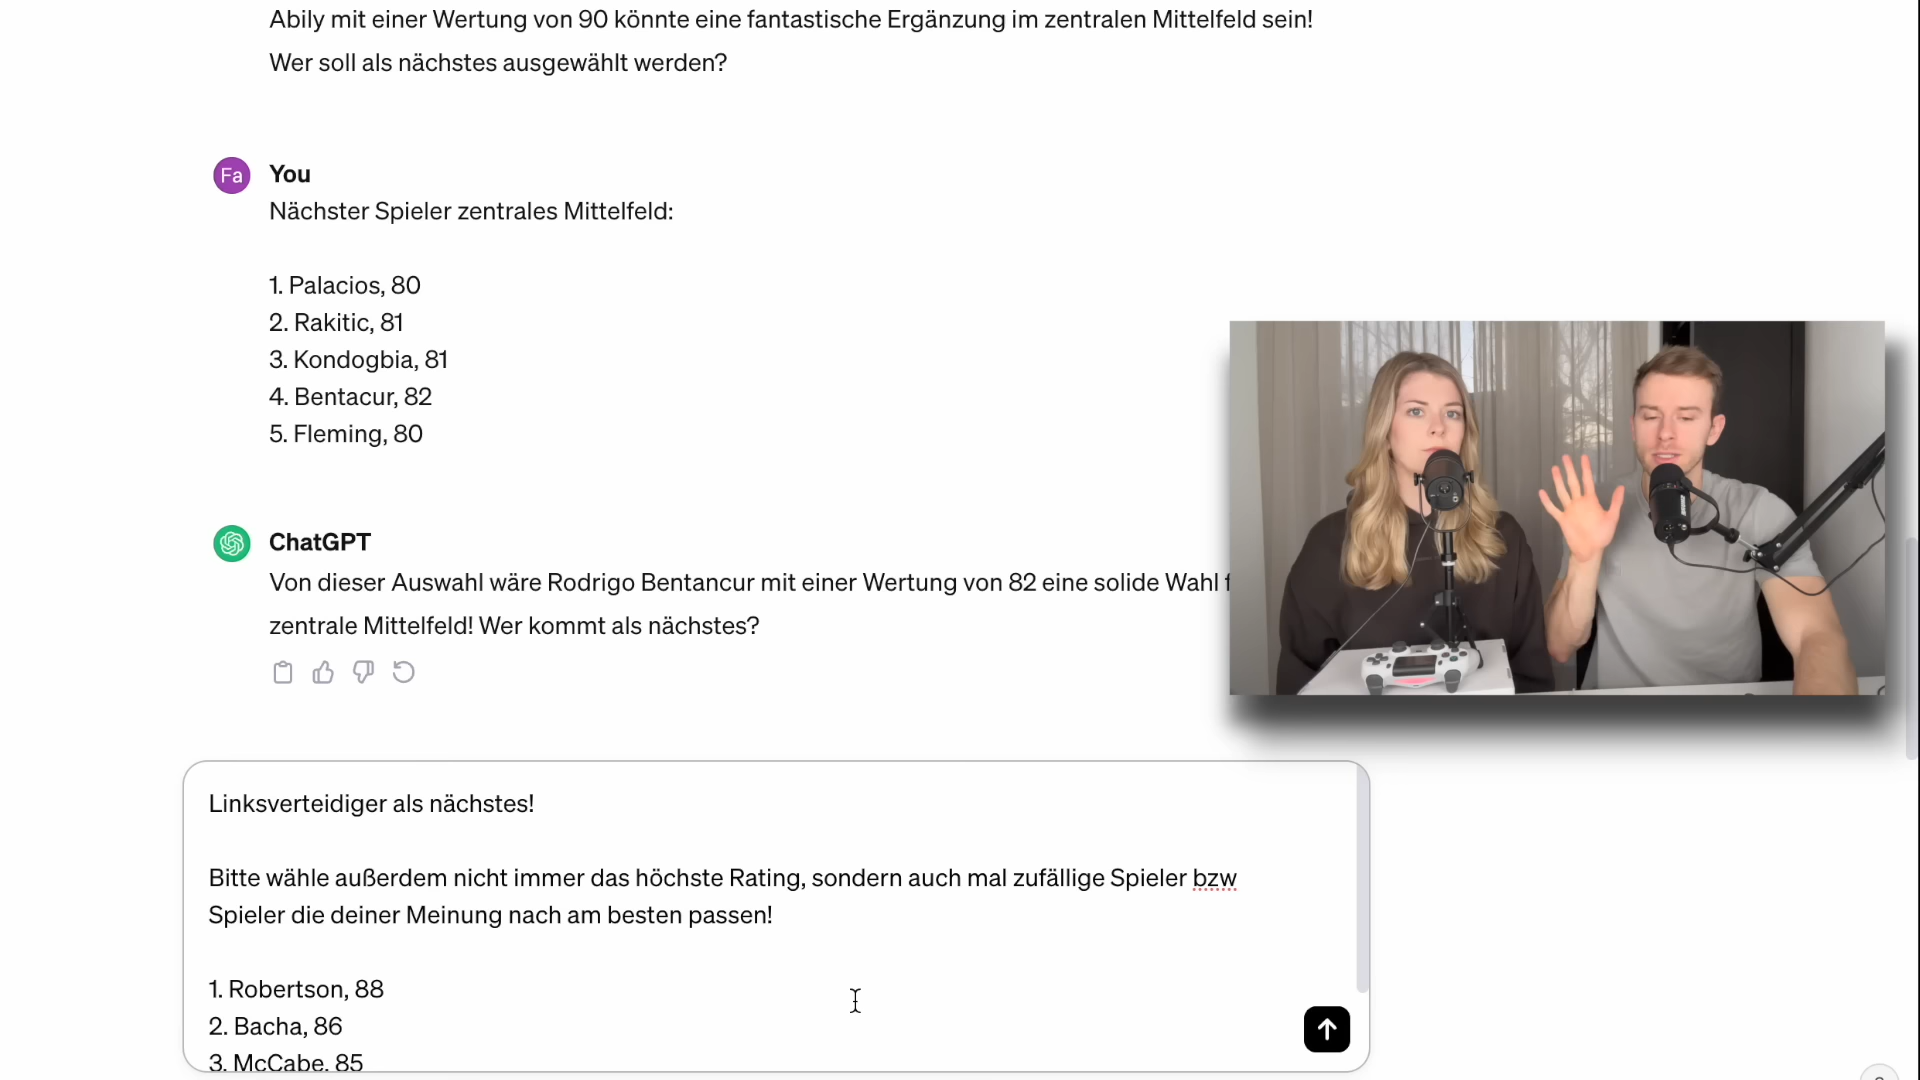 Abily mit einer Wertung von 90 könnte eine fantastische Ergänzung im zentralen Mittelfeld sein!
Wer soll als nächstes ausgewählt werden?
Fa
You
Nächster Spieler zentrales Mittelfeld:
1. Palacios, 80
2. Rakitic, 81
3. Kondogbia, 81
4. Bentacur, 82
5. Fleming, 80
ChatGPT
Von dieser Auswahl wäre Rodrigo Bentancur mit einer Wertung von 82 eine solide Wahl
zentrale Mittelfeld! Wer kommt als nächstes?
Linksverteidiger als nächstes!
Bitte wähle außerdem nicht immer das höchste Rating, sondern auch mal zufällige Spieler bzw
Spieler die deiner Meinung nach am besten passen!
1. Robertson, 88
2. Bacha, 86
3. McCabe, 85